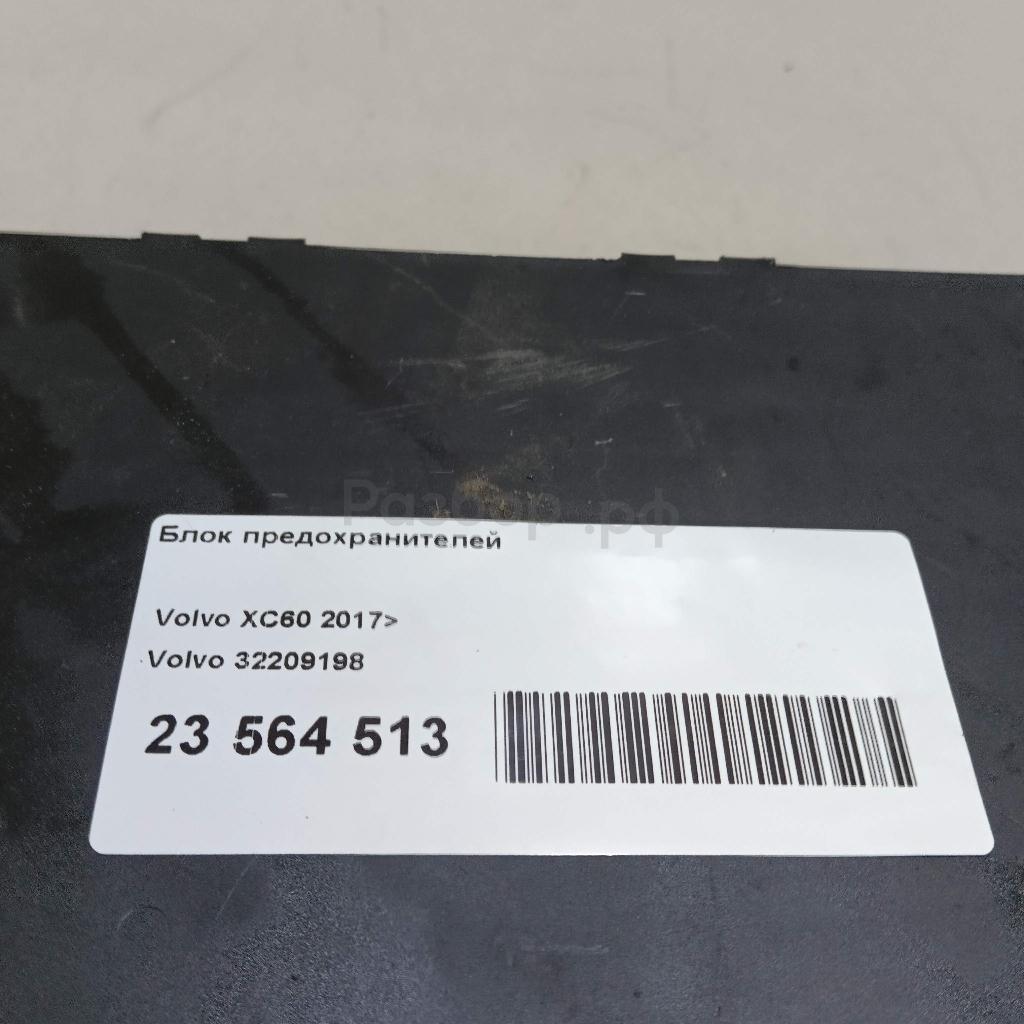 Разбор.рф
Блок предохранителей
Volvo XC60 2017>
Volvo 32209198
23 564 513